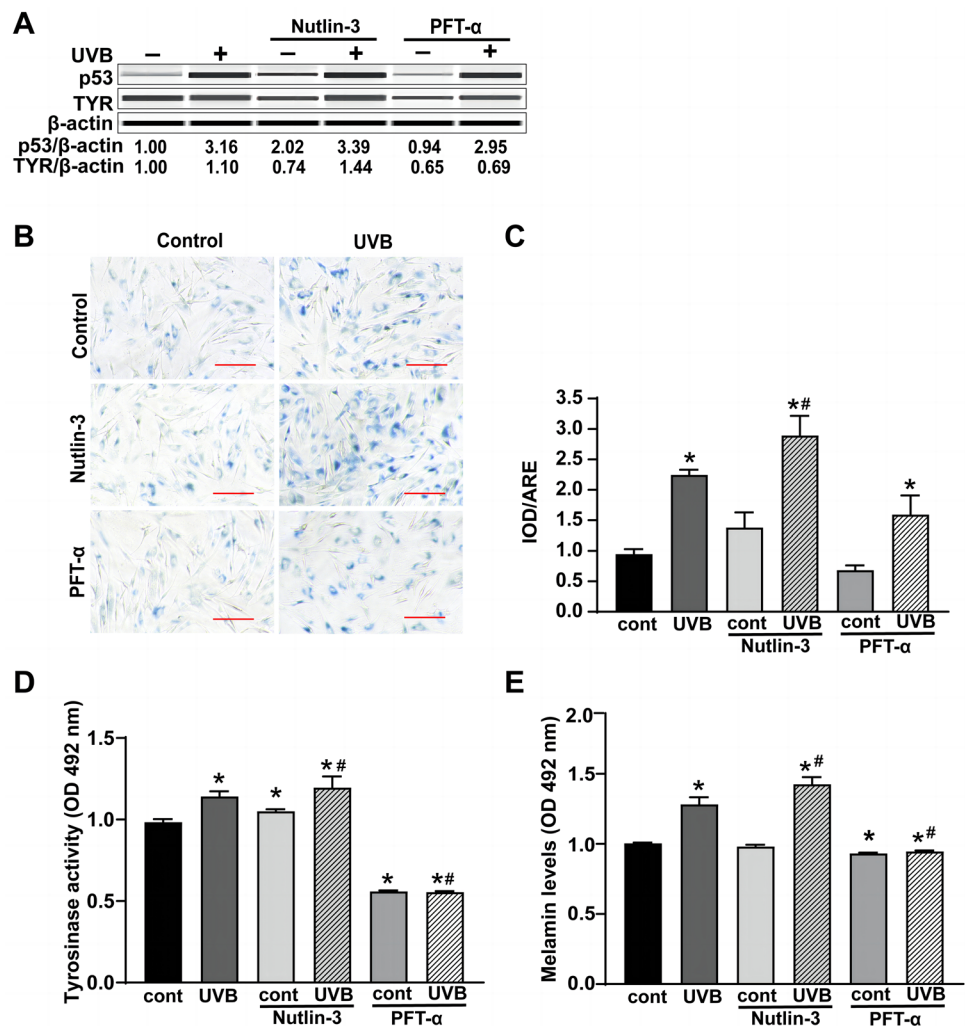 A
Nutlin-3 PFT-α
UVB − + − + − +
p53
TYR
β-actin
p53/β-actin 1.00 3.16 2.02 3.39 0.94 2.95
TYR/β-actin 1.00 1.10 0.74 1.44 0.65 0.69
B
Control UVB
Control
Nutlin-3
PFT-α
C
IOD/ARE
3.5
3.0
2.5
2.0
1.5
1.0
0.5
0.0
* *# *
cont UVB cont UVB cont UVB
Nutlin-3 PFT-α
D
Tyrosinase activity (OD 492 nm)
1.5
1.0
0.5
0.0
* * *# * *#
cont UVB cont UVB cont UVB
Nutlin-3 PFT-α
E
Melamin levels (OD 492 nm)
2.0
1.5
1.0
0.5
0.0
* *# * *#
cont UVB cont UVB cont UVB
Nutlin-3 PFT-α